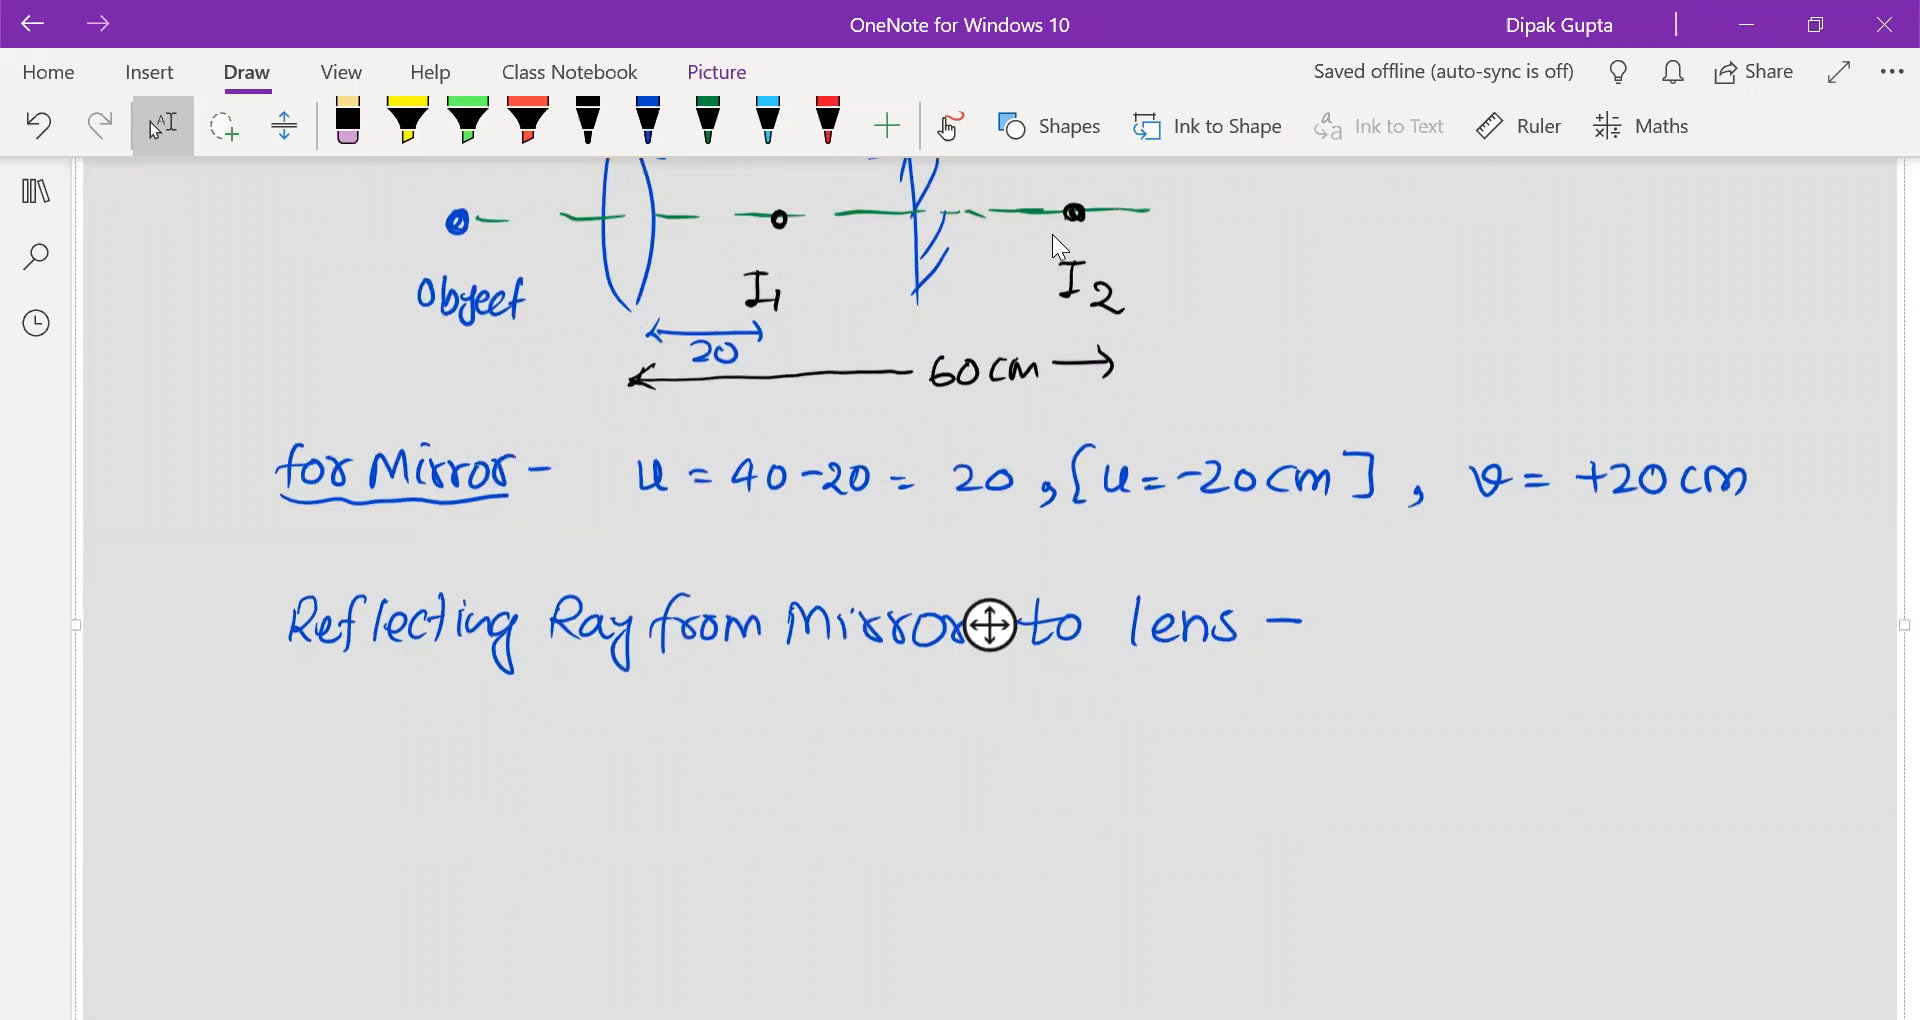 OneNote for Windows 10
Dipak Gupta
Home Insert Draw View Help Class Notebook Picture
Saved offline (auto-sync is off) Share
Shapes Ink to Shape Ink to Text Ruler Maths
Object I1 I2
20
60 cm
for Mirror - u = 40 - 20 = 20 , [u = -20 cm] , v = +20 cm
Reflecting Ray from Mirror to lens -